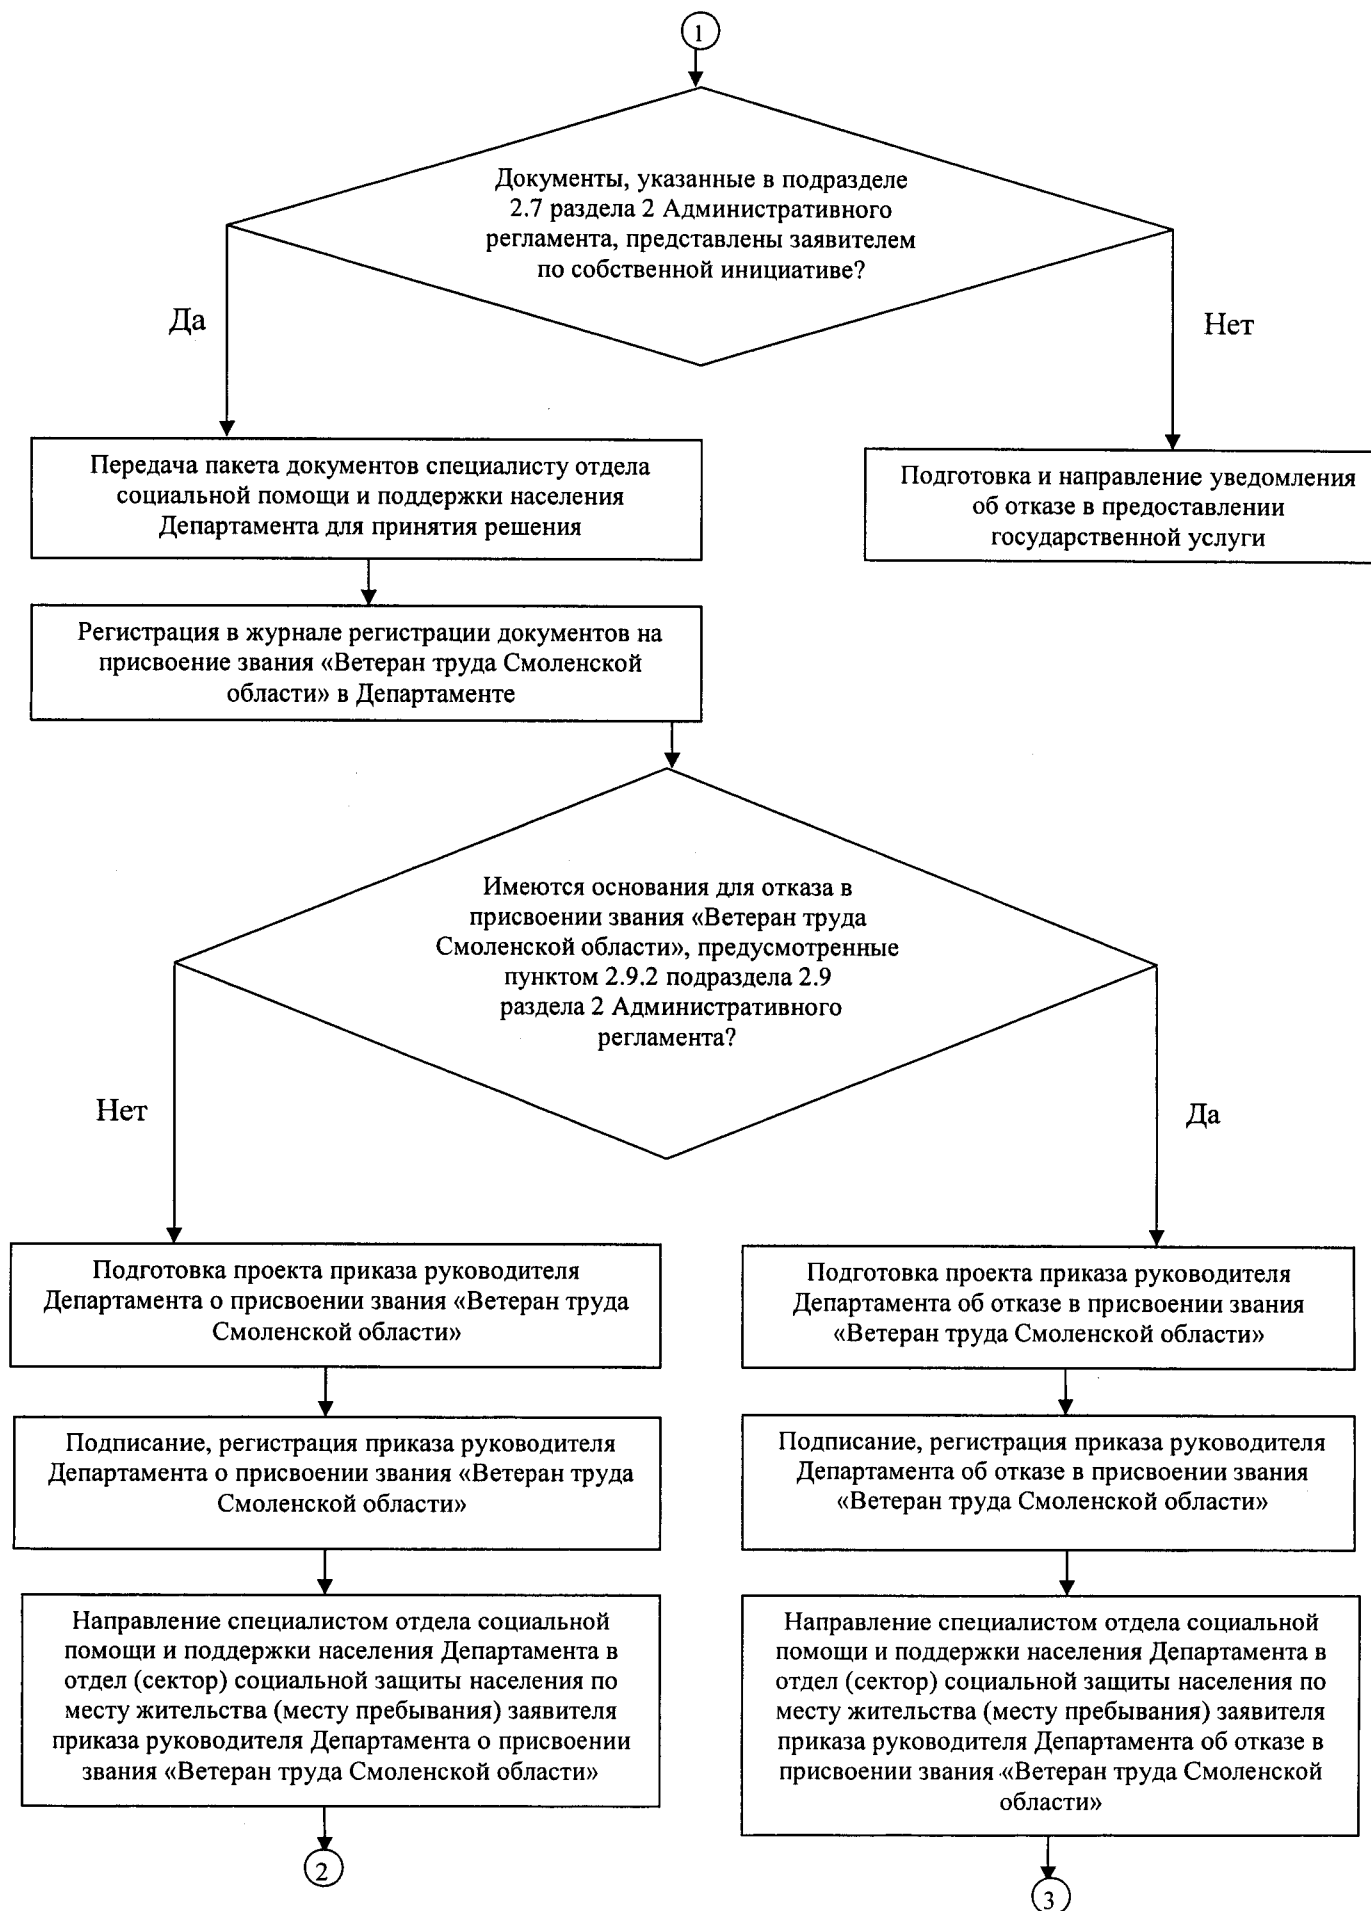 1
Документы, указанные в подразделе
2.7 раздела 2 Административного
регламента, представлены заявителем
по собственной инициативе?
Да
Нет
Передача пакета документов специалисту отдела
социальной помощи и поддержки населения
Департамента для принятия решения
Подготовка и направление уведомления
об отказе в предоставлении
государственной услуги
Регистрация в журнале регистрации документов на
присвоение звания «Ветеран труда Смоленской
области» в Департаменте
Имеются основания для отказа в
присвоении звания «Ветеран труда
Смоленской области», предусмотренные
пунктом 2.9.2 подраздела 2.9
раздела 2 Административного
регламента?
Нет
Да
Подготовка проекта приказа руководителя
Департамента о присвоении звания «Ветеран труда
Смоленской области»
Подготовка проекта приказа руководителя
Департамента об отказе в присвоении звания
«Ветеран труда Смоленской области»
Подписание, регистрация приказа руководителя
Департамента о присвоении звания «Ветеран труда
Смоленской области»
Подписание, регистрация приказа руководителя
Департамента об отказе в присвоении звания
«Ветеран труда Смоленской области»
Направление специалистом отдела социальной
помощи и поддержки населения Департамента в
отдел (сектор) социальной защиты населения по
месту жительства (месту пребывания) заявителя
приказа руководителя Департамента о присвоении
звания «Ветеран труда Смоленской области»
Направление специалистом отдела социальной
помощи и поддержки населения Департамента в
отдел (сектор) социальной защиты населения по
месту жительства (месту пребывания) заявителя
приказа руководителя Департамента об отказе в
присвоении звания «Ветеран труда Смоленской
области»
2
3